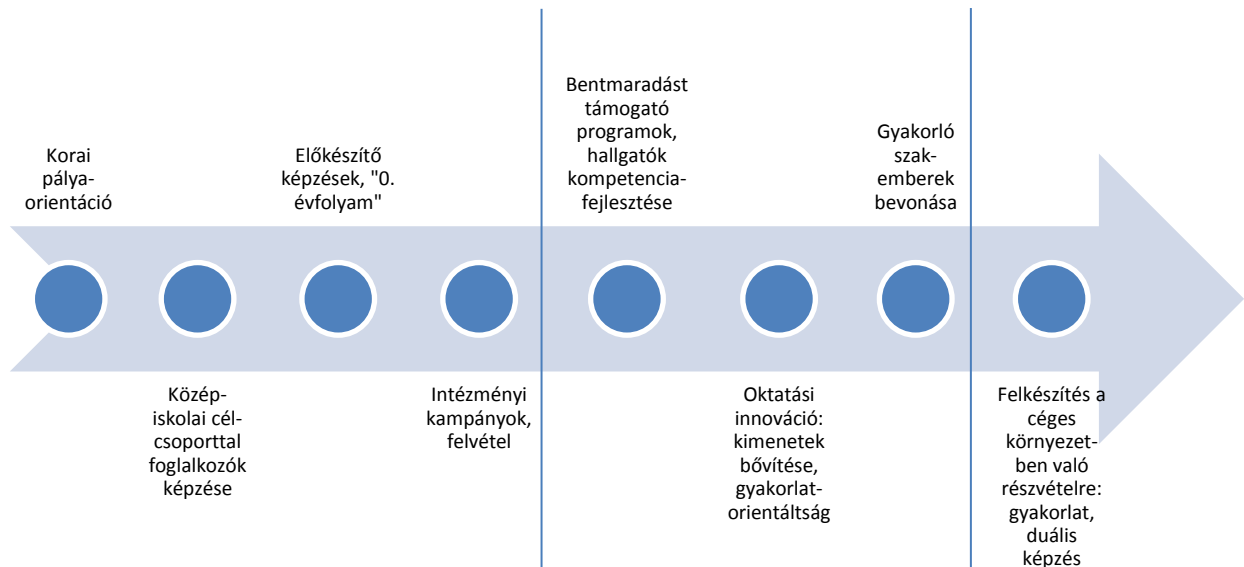 Korai
pálya-
orientáció
Közép-
iskolai cél-
csoporttal
foglalkozók
képzése
Előkészítő
képzések, "0.
évfolyam"
Intézményi
kampányok,
felvétel
Bentmaradást
támogató
programok,
hallgatók
kompetencia-
fejlesztése
Oktatási
innováció:
kimenetek
bővítése,
gyakorlat-
orientáltság
Gyakorló
szak-
emberek
bevonása
Felkészítés a
céges
környezet-
ben való
részvételre:
gyakorlat,
duális
képzés